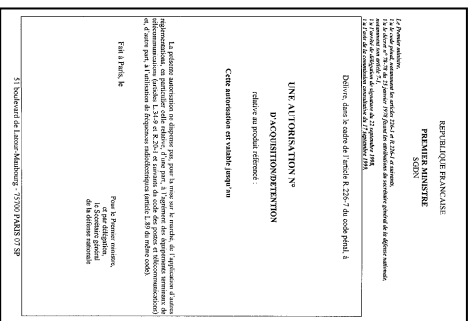 REPUBLIQUE FRANCAISE
PREMIER MINISTRE
SGDN
Le Premier ministre,
Vu le code pénal, notamment les articles 226-3 et R.226-1 et suivants,
Vu le décret n° 78-78 du 25 janvier 1978 fixant les attributions du secrétaire général de la défense nationale,
notamment son article 7-1,
Vu l'arrêté de délégation de signature du 22 septembre 1998,
Vu l'avis de la commission consultative du 17 septembre 1998,
Délivre, dans le cadre de l'article R.226-7 du code pénal, à
UNE AUTORISATION N°
D'ACQUISITION/DETENTION
relative au produit référencé :
Cette autorisation est valable jusqu'au
La présente autorisation ne dispense pas, pour la mise sur le marché, de l'application d'autres
réglementations, en particulier celle relative, d'une part, à l'agrément des équipements terminaux de
télécommunications (articles L.34-9 et R.20-1 et suivants du code des postes et télécommunications)
et, d'autre part, à l'utilisation de fréquences radioélectriques (article L.89 du même code).
Fait à Paris, le
Pour le Premier ministre,
et par délégation,
le Secrétaire général
de la défense nationale
51 boulevard de Latour-Maubourg - 75700 PARIS 07 SP